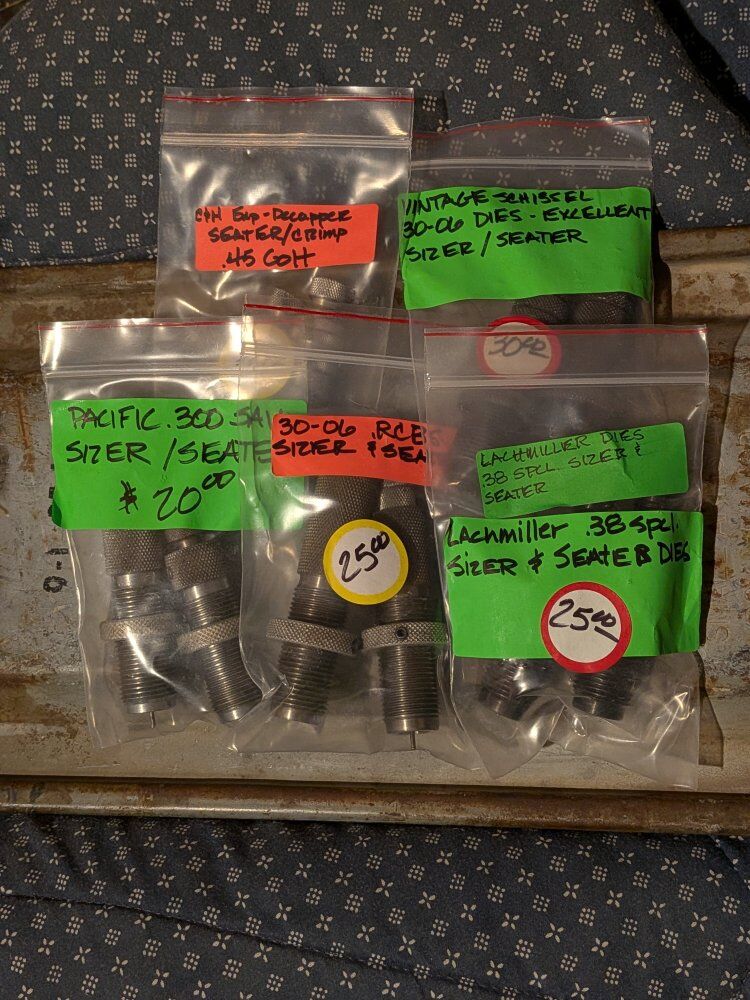 C&H Exp-Decapper
SEATER/CRIMP
.45 COLT
VINTAGE SCHISSEL
30-06 DIES - EXCELLENT
SIZER / SEATER
30.00
PACIFIC .300 SAV
SIZER / SEATE
$ 20.00
30-06 RCBS
SIZER & SEA
25.00
LACHMILLER DIES
38 SPCL. SIZER &
SEATER
Lachmiller .38 Spcl.
SIZER & SEATER DIES
25.00